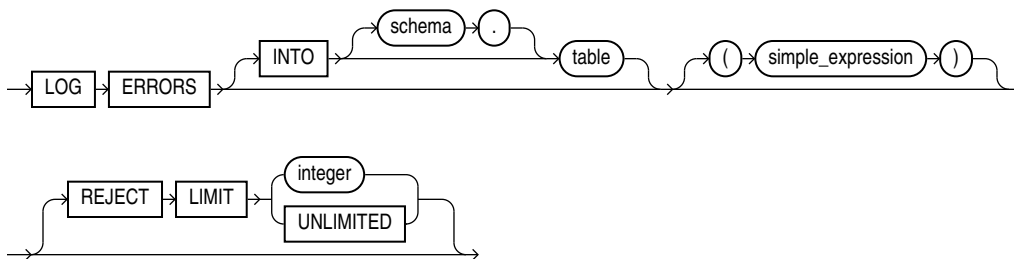 schema .
INTO table ( simple_expression )
LOG ERRORS
integer
REJECT LIMIT
UNLIMITED